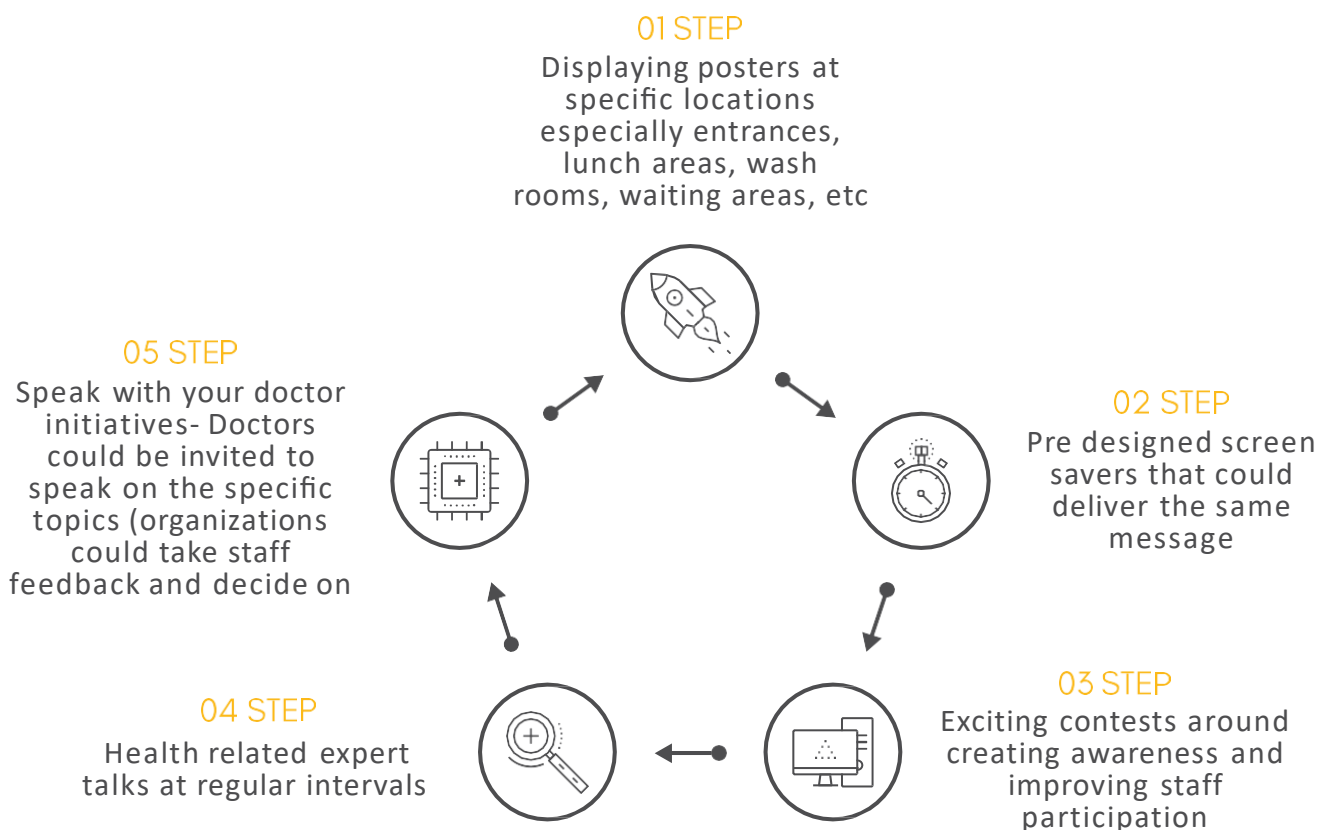 01 STEP
Displaying posters at
specific locations
especially entrances,
lunch areas, wash
rooms, waiting areas, etc
02 STEP
Pre designed screen
savers that could
deliver the same
message
03 STEP
Exciting contests around
creating awareness and
improving staff
participation
04 STEP
Health related expert
talks at regular intervals
05 STEP
Speak with your doctor
initiatives- Doctors
could be invited to
speak on the specific
topics (organizations
could take staff
feedback and decide on